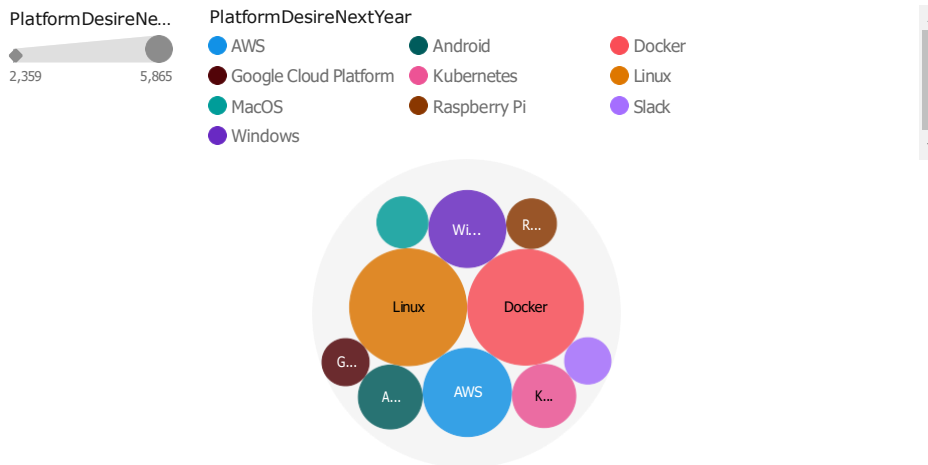 PlatformDesireNe...
2,359
5,865
PlatformDesireNextYear
AWS
Android
Docker
Google Cloud Platform
Kubernetes
Linux
MacOS
Raspberry Pi
Slack
Windows
Wi...
R...
Linux
Docker
G...
A...
AWS
K...